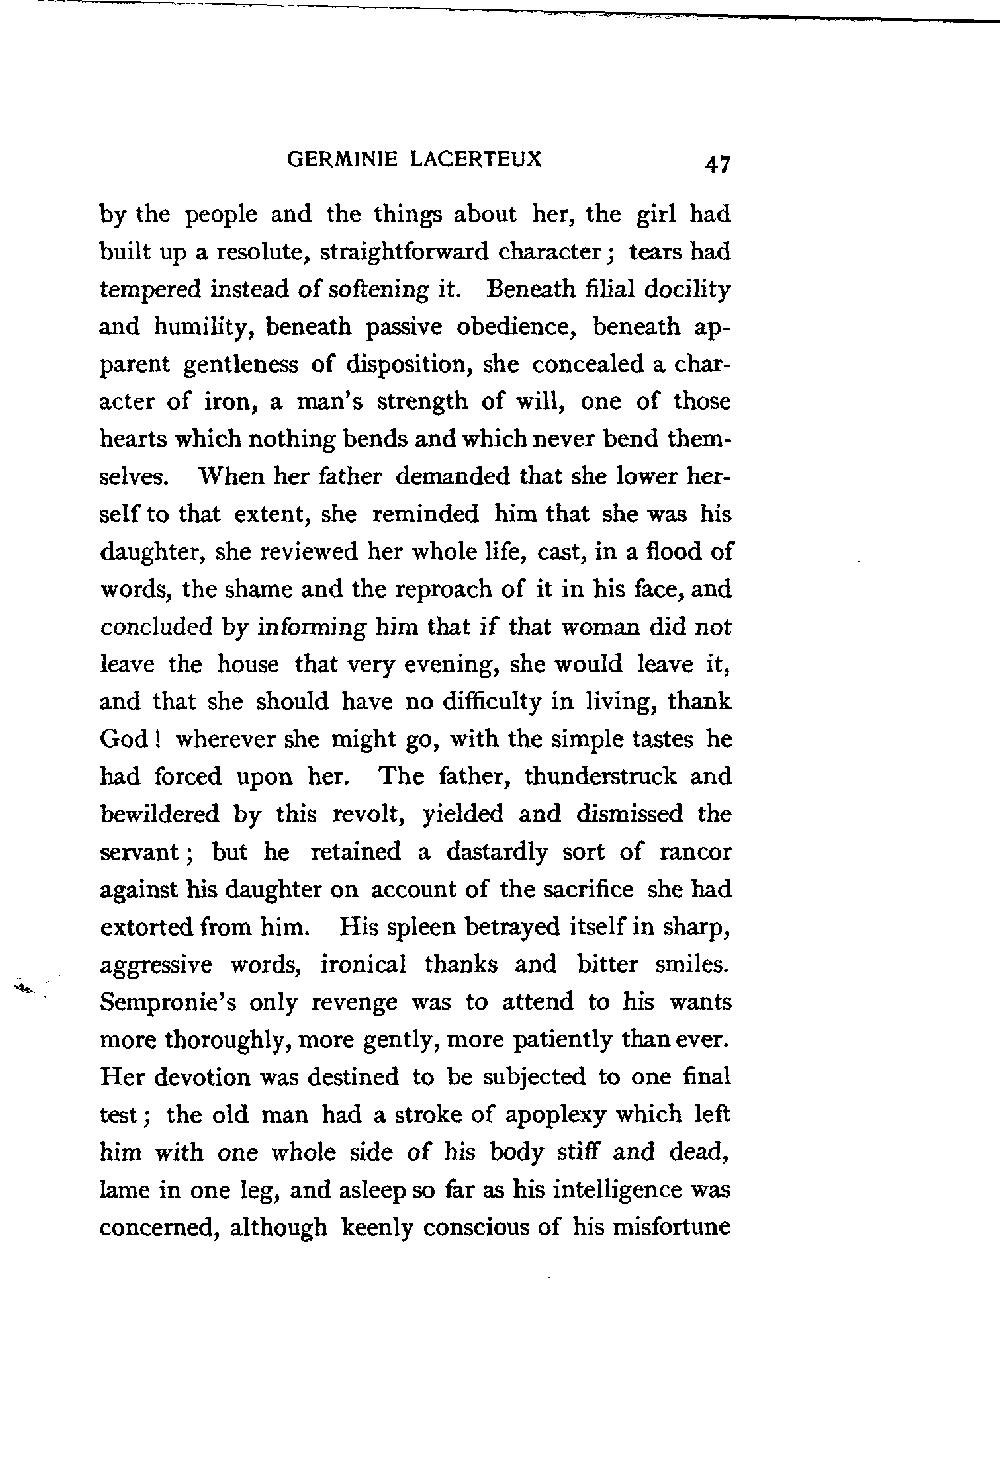 GERMINIE LACERTEUX 47
by the people and the things about her, the girl had
built up a resolute, straightforward character; tears had
tempered instead of softening it. Beneath filial docility
and humility, beneath passive obedience, beneath ap-
parent gentleness of disposition, she concealed a char-
acter of iron, a man's strength of will, one of those
hearts which nothing bends and which never bend them-
selves. When her father demanded that she lower her-
self to that extent, she reminded him that she was his
daughter, she reviewed her whole life, cast, in a flood of
words, the shame and the reproach of it in his face, and
concluded by informing him that if that woman did not
leave the house that very evening, she would leave it,
and that she should have no difficulty in living, thank
God! wherever she might go, with the simple tastes he
had forced upon her. The father, thunderstruck and
bewildered by this revolt, yielded and dismissed the
servant; but he retained a dastardly sort of rancor
against his daughter on account of the sacrifice she had
extorted from him. His spleen betrayed itself in sharp,
aggressive words, ironical thanks and bitter smiles.
Sempronie's only revenge was to attend to his wants
more thoroughly, more gently, more patiently than ever.
Her devotion was destined to be subjected to one final
test; the old man had a stroke of apoplexy which left
him with one whole side of his body stiff and dead,
lame in one leg, and asleep so far as his intelligence was
concerned, although keenly conscious of his misfortune